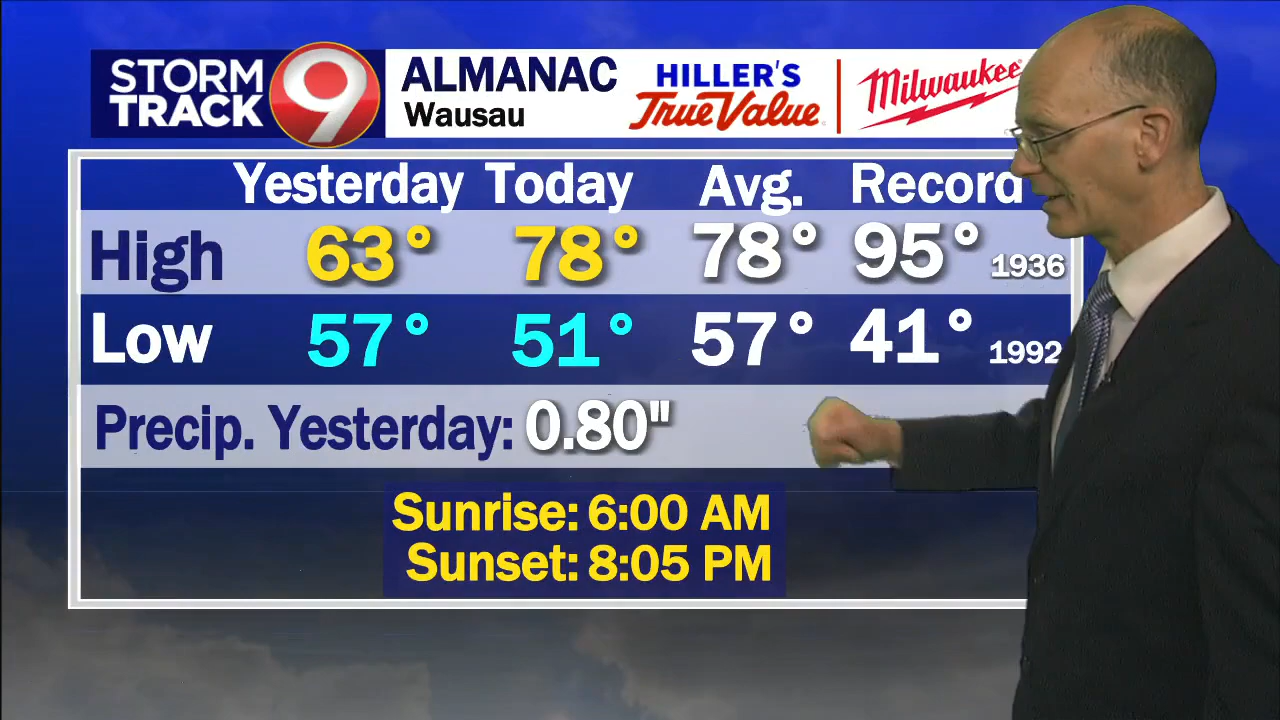 STORM TRACK 9
ALMANAC
Wausau
HILLER'S
True Value
Milwaukee
Yesterday Today Avg. Record
High 63° 78° 78° 95° 1936
Low 57° 51° 57° 41° 1992
Precip. Yesterday: 0.80"
Sunrise: 6:00 AM
Sunset: 8:05 PM